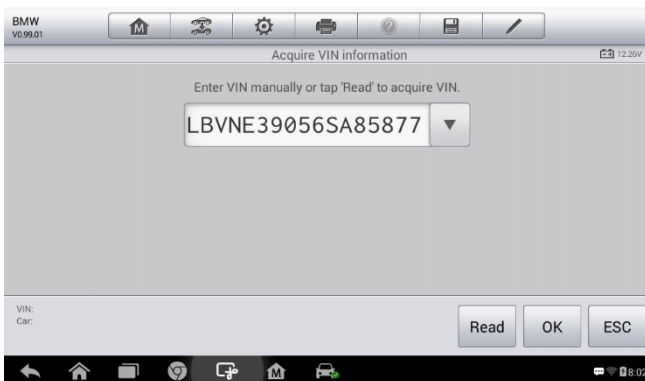 BMW
V0.99.01
Acquire VIN information
12.26V
Enter VIN manually or tap 'Read' to acquire VIN.
LBVNE39056SA85877
VIN:
Car:
Read
OK
ESC
8:02